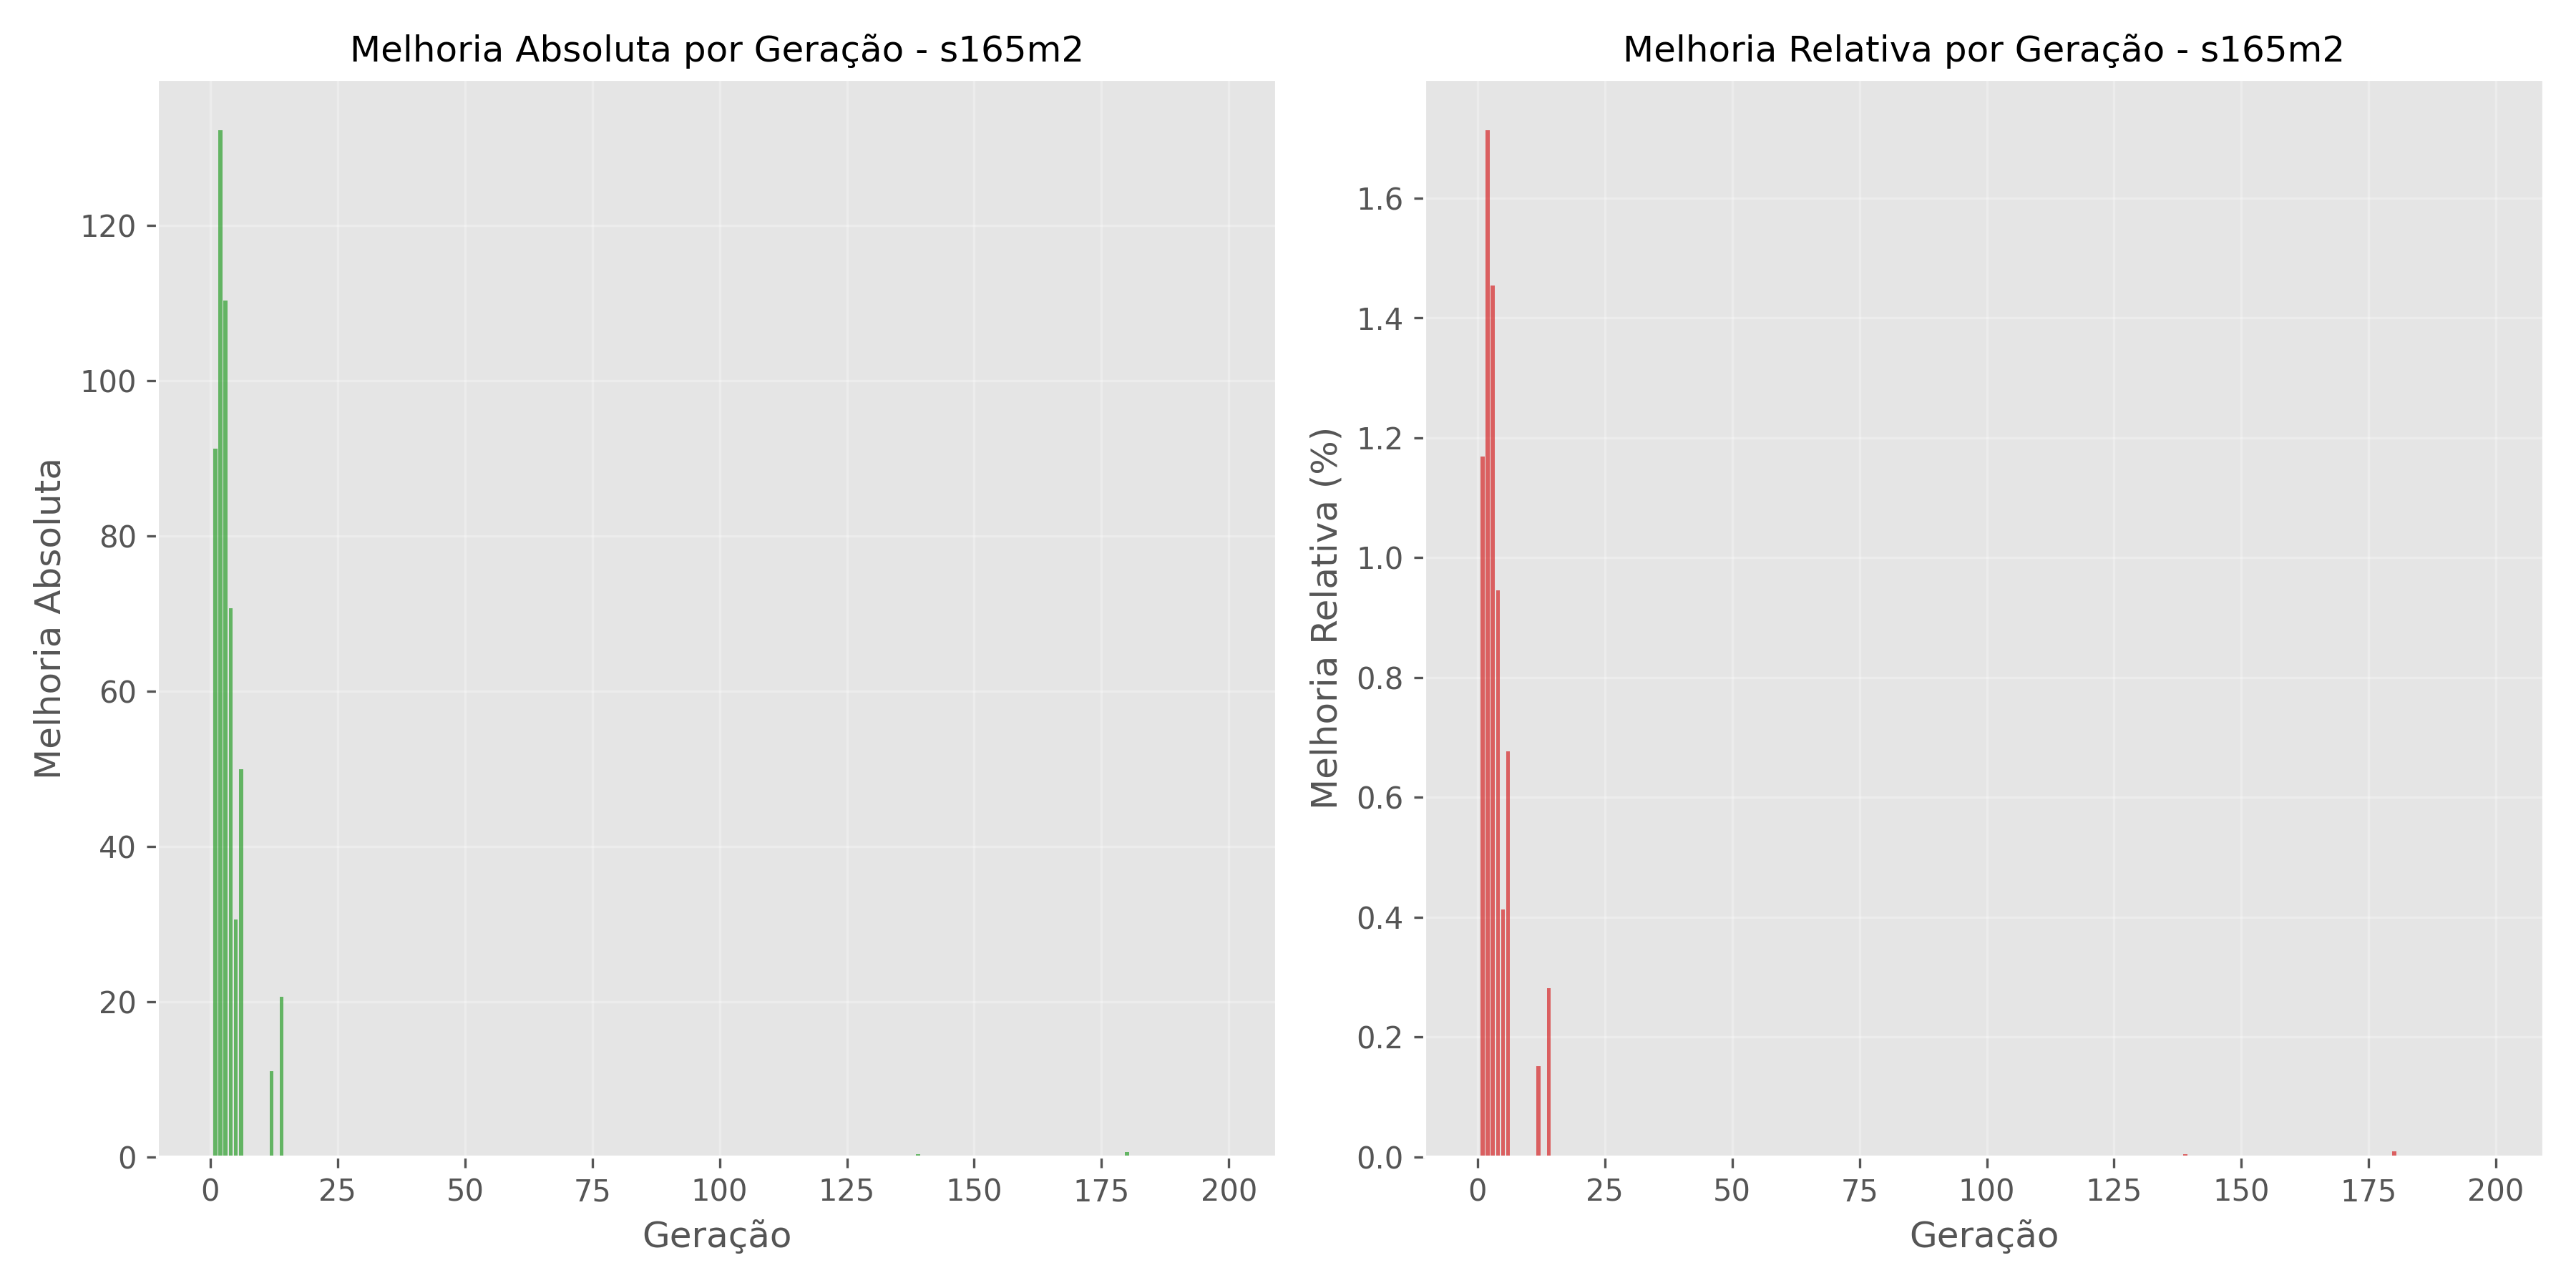 Melhoria Absoluta por Geração - s165m2
Melhoria Absoluta
120
100
80
60
40
20
0
0 25 50 75 100 125 150 175 200
Geração
Melhoria Relativa por Geração - s165m2
Melhoria Relativa (%)
1.6
1.4
1.2
1.0
0.8
0.6
0.4
0.2
0.0
0 25 50 75 100 125 150 175 200
Geração